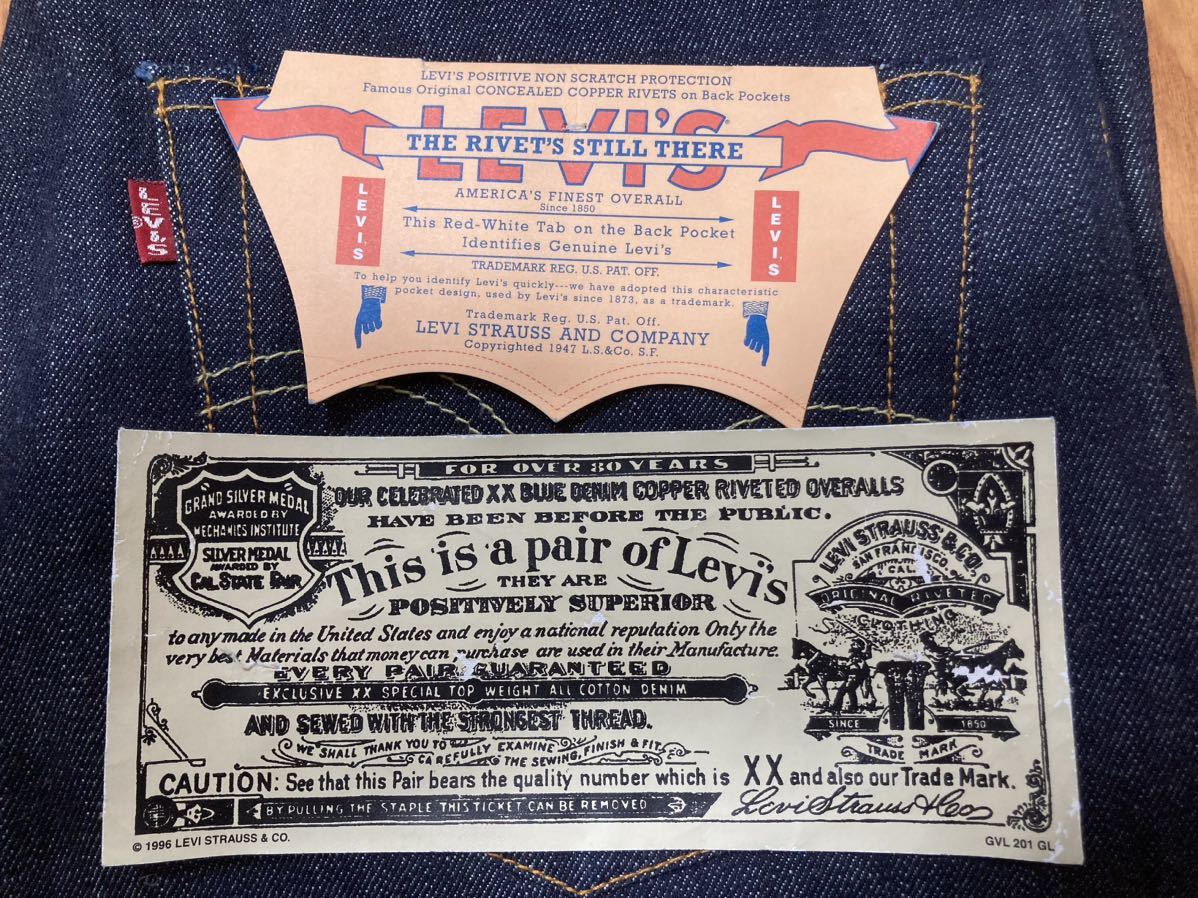 LEVI'S POSITIVE NON SCRATCH PROTECTION
Famous Original CONCEALED COPPER RIVETS on Back Pockets
LEVI'S
THE RIVET'S STILL THERE
AMERICA'S FINEST OVERALL
Since 1850
This Red-White Tab on the Back Pocket
Identifies Genuine Levi's
TRADEMARK REG. U.S. PAT. OFF.
To help you identify Levi's quickly---we have adopted this characteristic
pocket design, used by Levi's since 1873, as a trademark.
Trademark Reg. U.S. Pat. Off.
LEVI STRAUSS AND COMPANY
Copyrighted 1947 L.S.&Co. S.F.
LEVI'S
LEVI'S
LEVI'S ®
FOR OVER 80 YEARS
OUR CELEBRATED XX BLUE DENIM COPPER RIVETED OVERALLS
HAVE BEEN BEFORE THE PUBLIC.
This is a pair of Levi's
THEY ARE
POSITIVELY SUPERIOR
to any made in the United States and enjoy a national reputation Only the
very best Materials that money can purchase are used in their Manufacture.
EVERY PAIR GUARANTEED
EXCLUSIVE XX SPECIAL TOP WEIGHT ALL COTTON DENIM
AND SEWED WITH THE STRONGEST THREAD.
WE SHALL THANK YOU TO
CAREFULLY EXAMINE
THE SEWING, FINISH & FIT
CAUTION: See that this Pair bears the quality number which is XX and also our Trade Mark.
BY PULLING THE STAPLE THIS TICKET CAN BE REMOVED
Levi Strauss & Co
GRAND SILVER MEDAL
AWARDED BY
MECHANICS INSTITUTE
SILVER MEDAL
AWARDED BY
CAL. STATE FAIR
LEVI STRAUSS & CO.
SAN FRANCISCO,
CAL.
ORIGINAL RIVETED
CLOTHING
SINCE 1850
TRADE MARK
© 1996 LEVI STRAUSS & CO.
GVL 201 GL